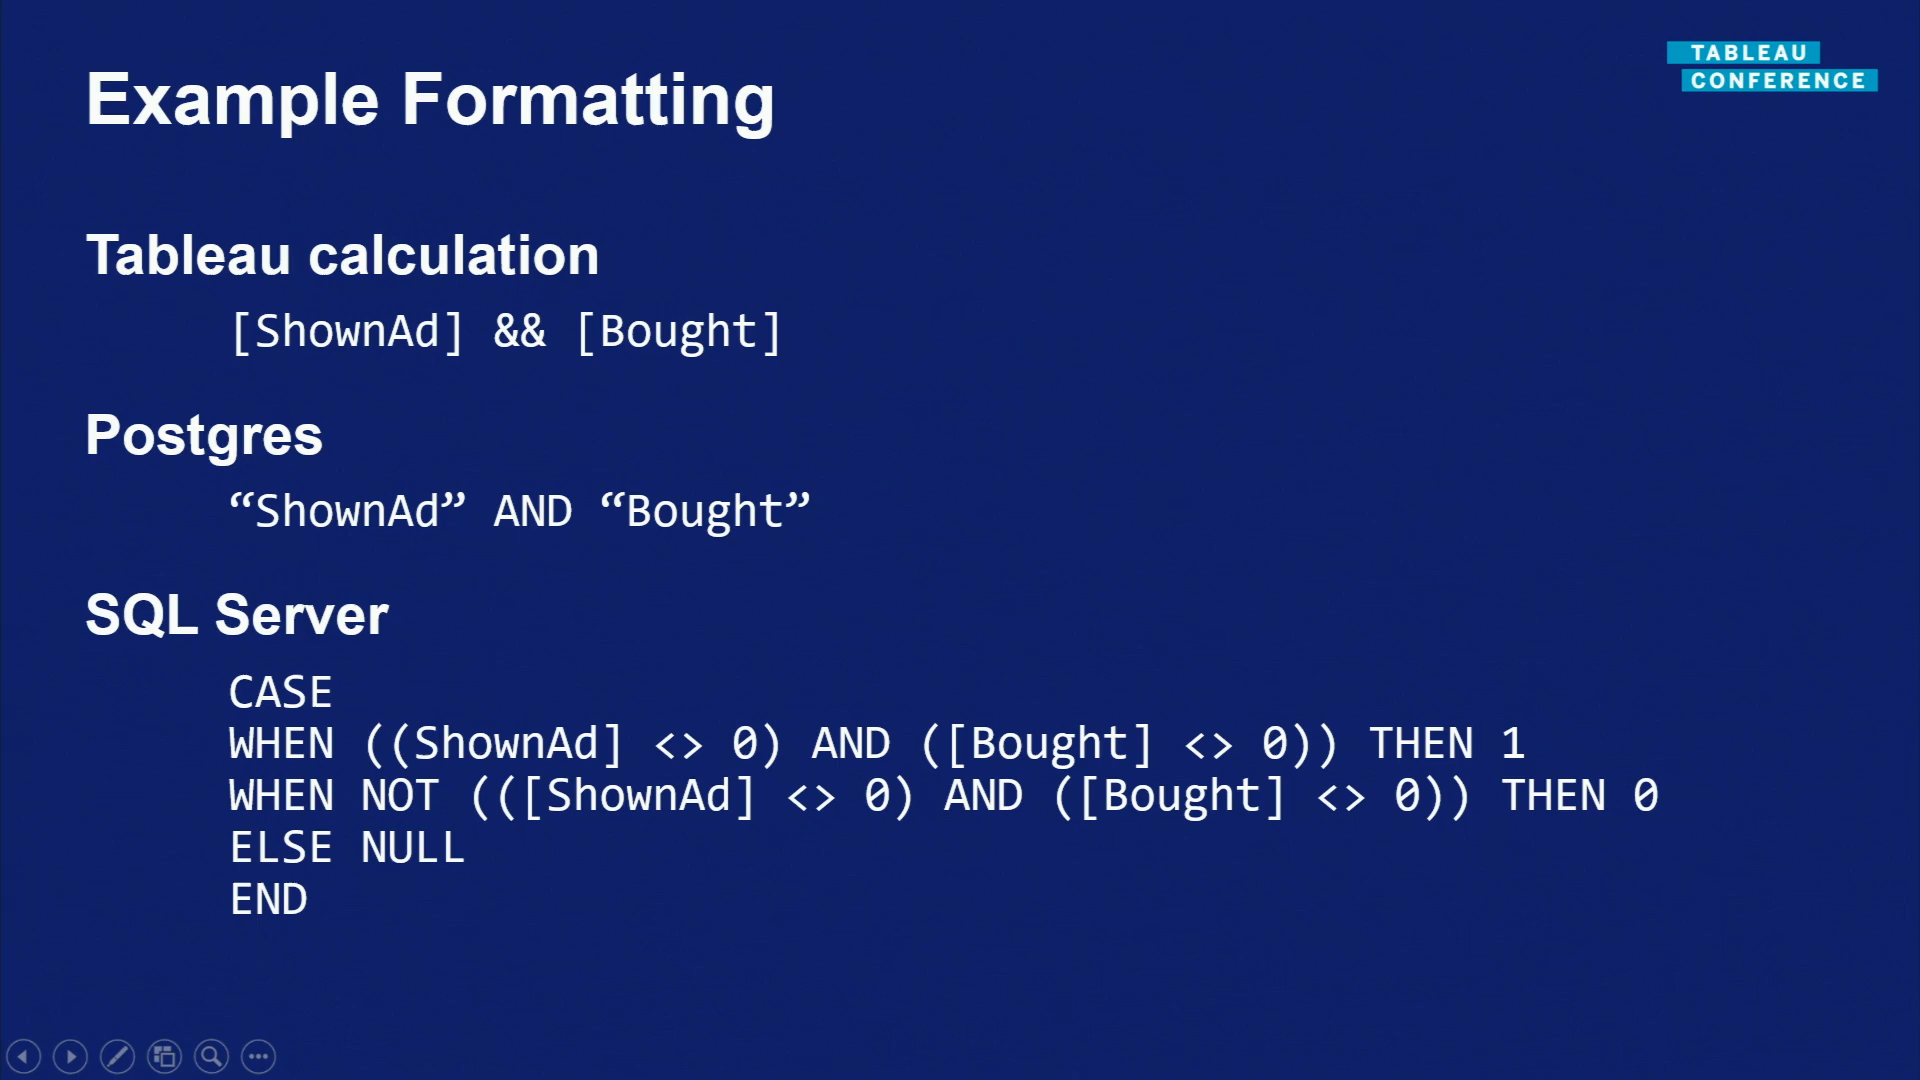 TABLEAU
CONFERENCE
Example Formatting
Tableau calculation
[ShownAd] && [Bought]
Postgres
“ShownAd” AND “Bought”
SQL Server
CASE
WHEN ((ShownAd] <> 0) AND ([Bought] <> 0)) THEN 1
WHEN NOT (([ShownAd] <> 0) AND ([Bought] <> 0)) THEN 0
ELSE NULL
END